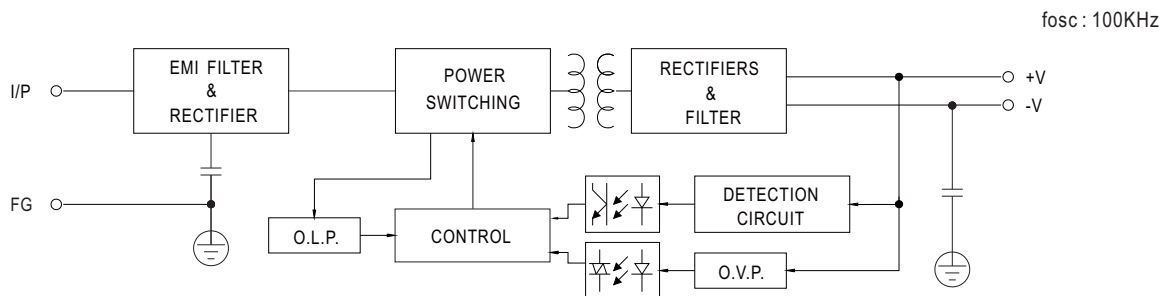 fosc : 100KHz
I/P
EMI FILTER
&
RECTIFIER
POWER
SWITCHING
RECTIFIERS
&
FILTER
+V
-V
FG
O.L.P.
CONTROL
DETECTION
CIRCUIT
O.V.P.